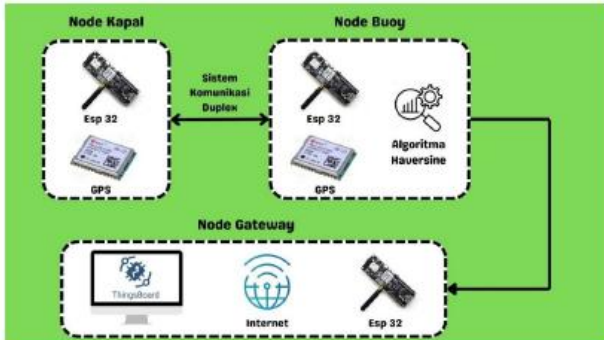 Node Kapal
Esp 32
GPS
Sistem
Komunikasi
Duplex
Node Buoy
Esp 32
GPS
Algoritma
Haversine
Node Gateway
ThingsBoard
Internet
Esp 32